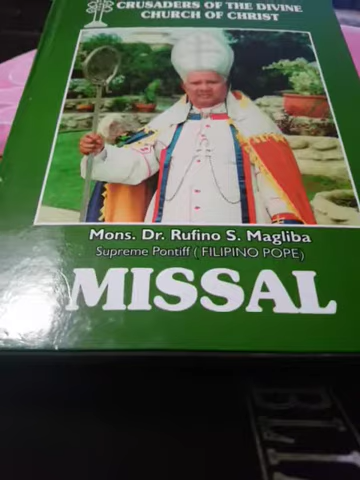 CRUSADERS OF THE DIVINE
CHURCH OF CHRIST
Mons. Dr. Rufino S. Magliba
Supreme Pontiff ( FILIPINO POPE)
MISSAL